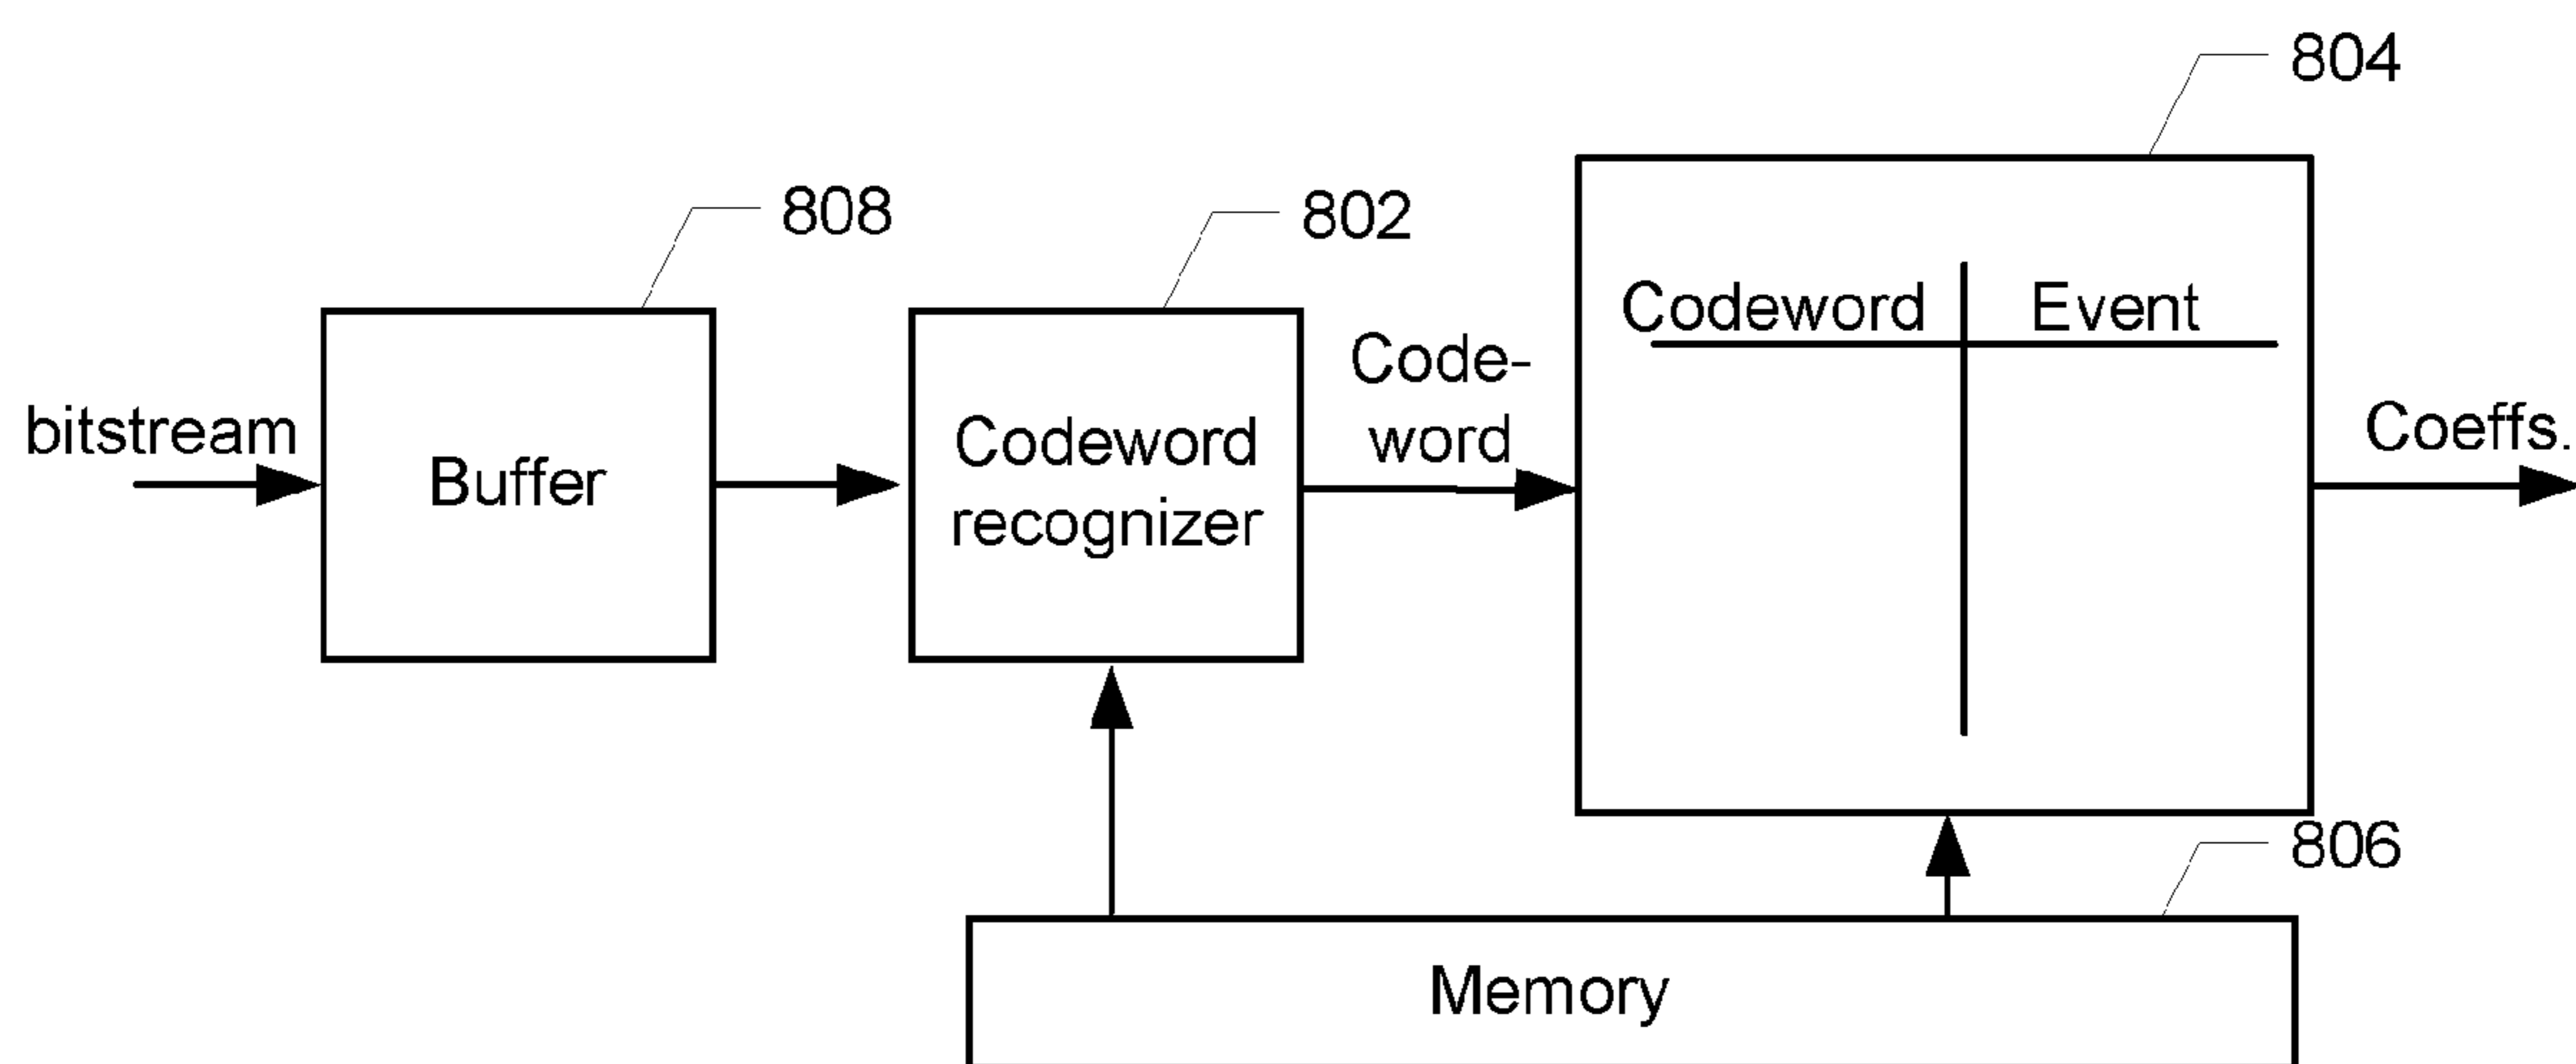 804
808
802
Codeword Event
Code-
word
bitstream
Buffer
Codeword
recognizer
Coeffs.
806
Memory